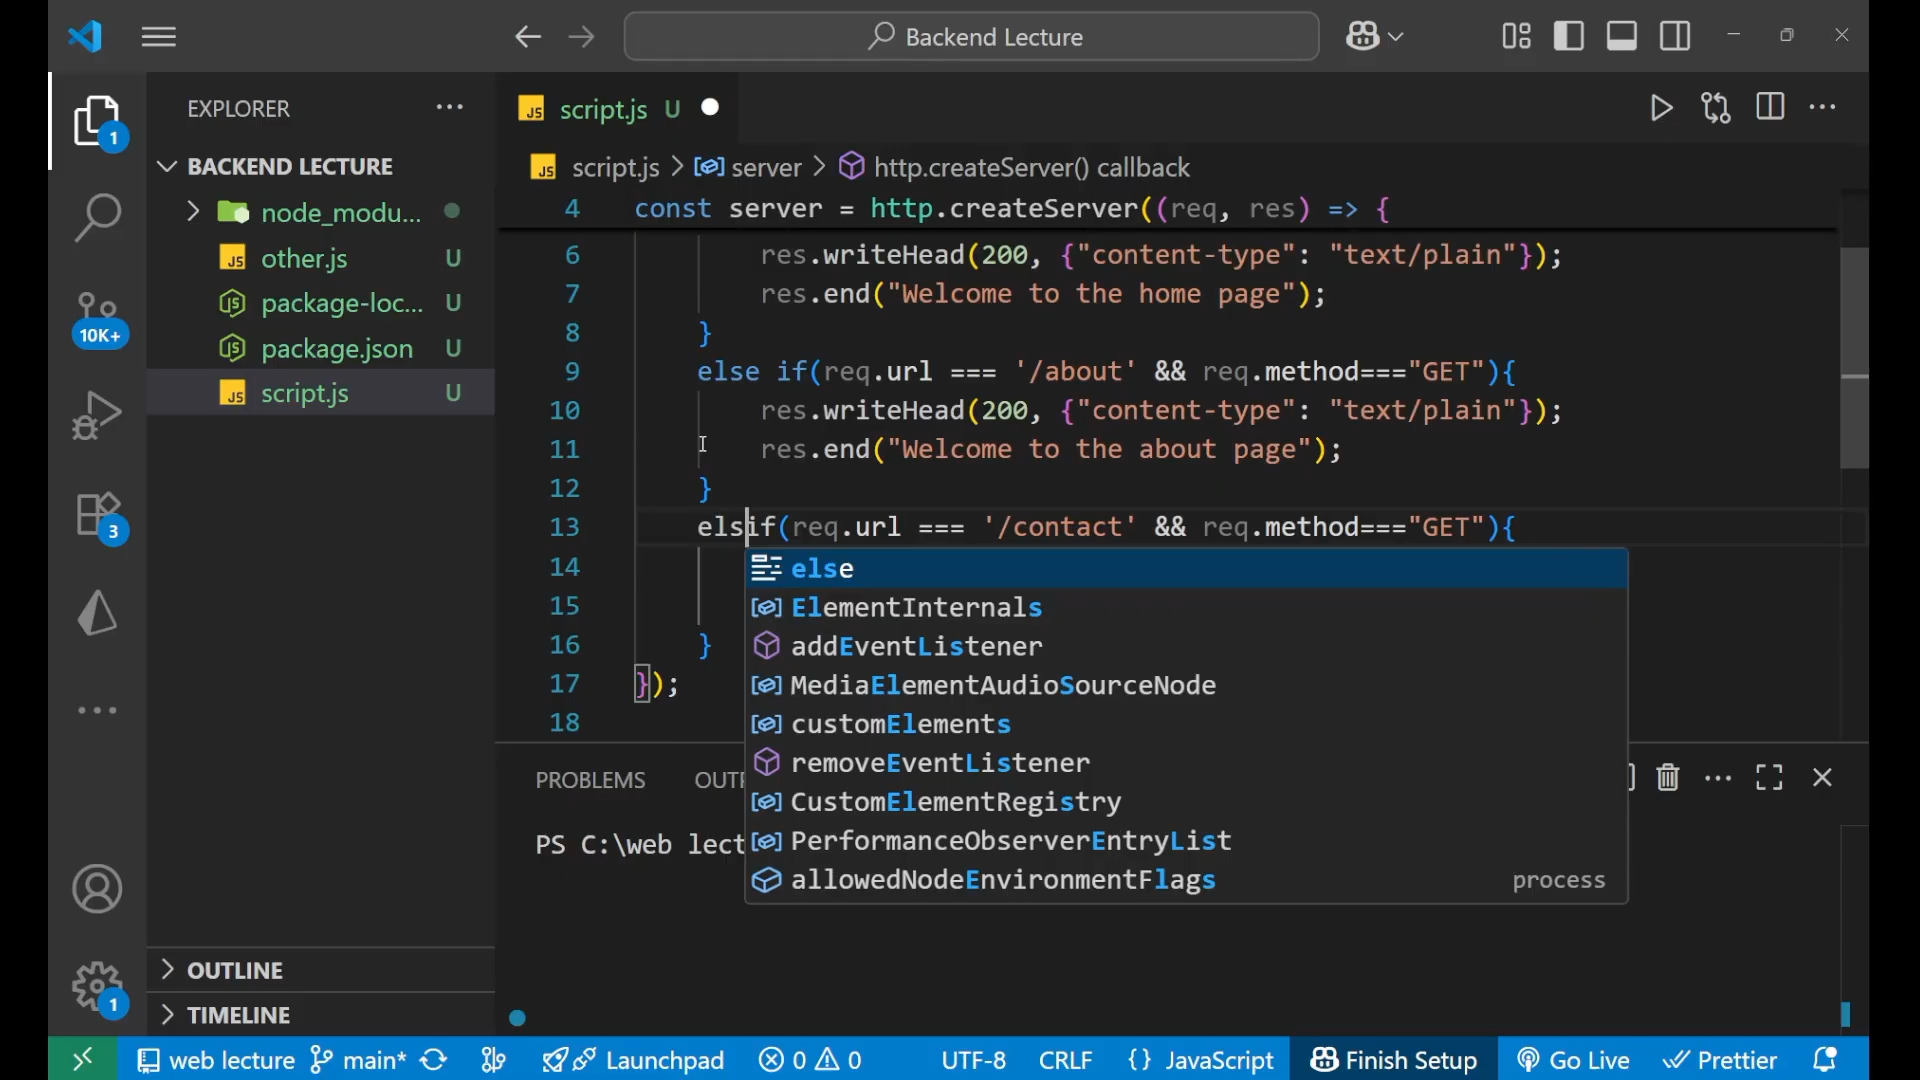 Backend Lecture
EXPLORER
1
BACKEND LECTURE
node_modu...
other.js U
package-loc... U
package.json U
script.js U
10K+
3
1
OUTLINE
TIMELINE
JS script.js U
JS script.js > server > http.createServer() callback
4 const server = http.createServer((req, res) => {
6 res.writeHead(200, {"content-type": "text/plain"});
7 res.end("Welcome to the home page");
8 }
9 else if(req.url === '/about' && req.method==="GET"){
10 res.writeHead(200, {"content-type": "text/plain"});
11 res.end("Welcome to the about page");
12 }
13 elsif(req.url === '/contact' && req.method==="GET"){
14
15
16 }
17 });
18
else
ElementInternals
addEventListener
MediaElementAudioSourceNode
customElements
removeEventListener
CustomElementRegistry
PerformanceObserverEntryList
allowedNodeEnvironmentFlags process
PROBLEMS OUTP
PS C:\web lect
web lecture main* Launchpad 0 0 UTF-8 CRLF {} JavaScript Finish Setup Go Live Prettier